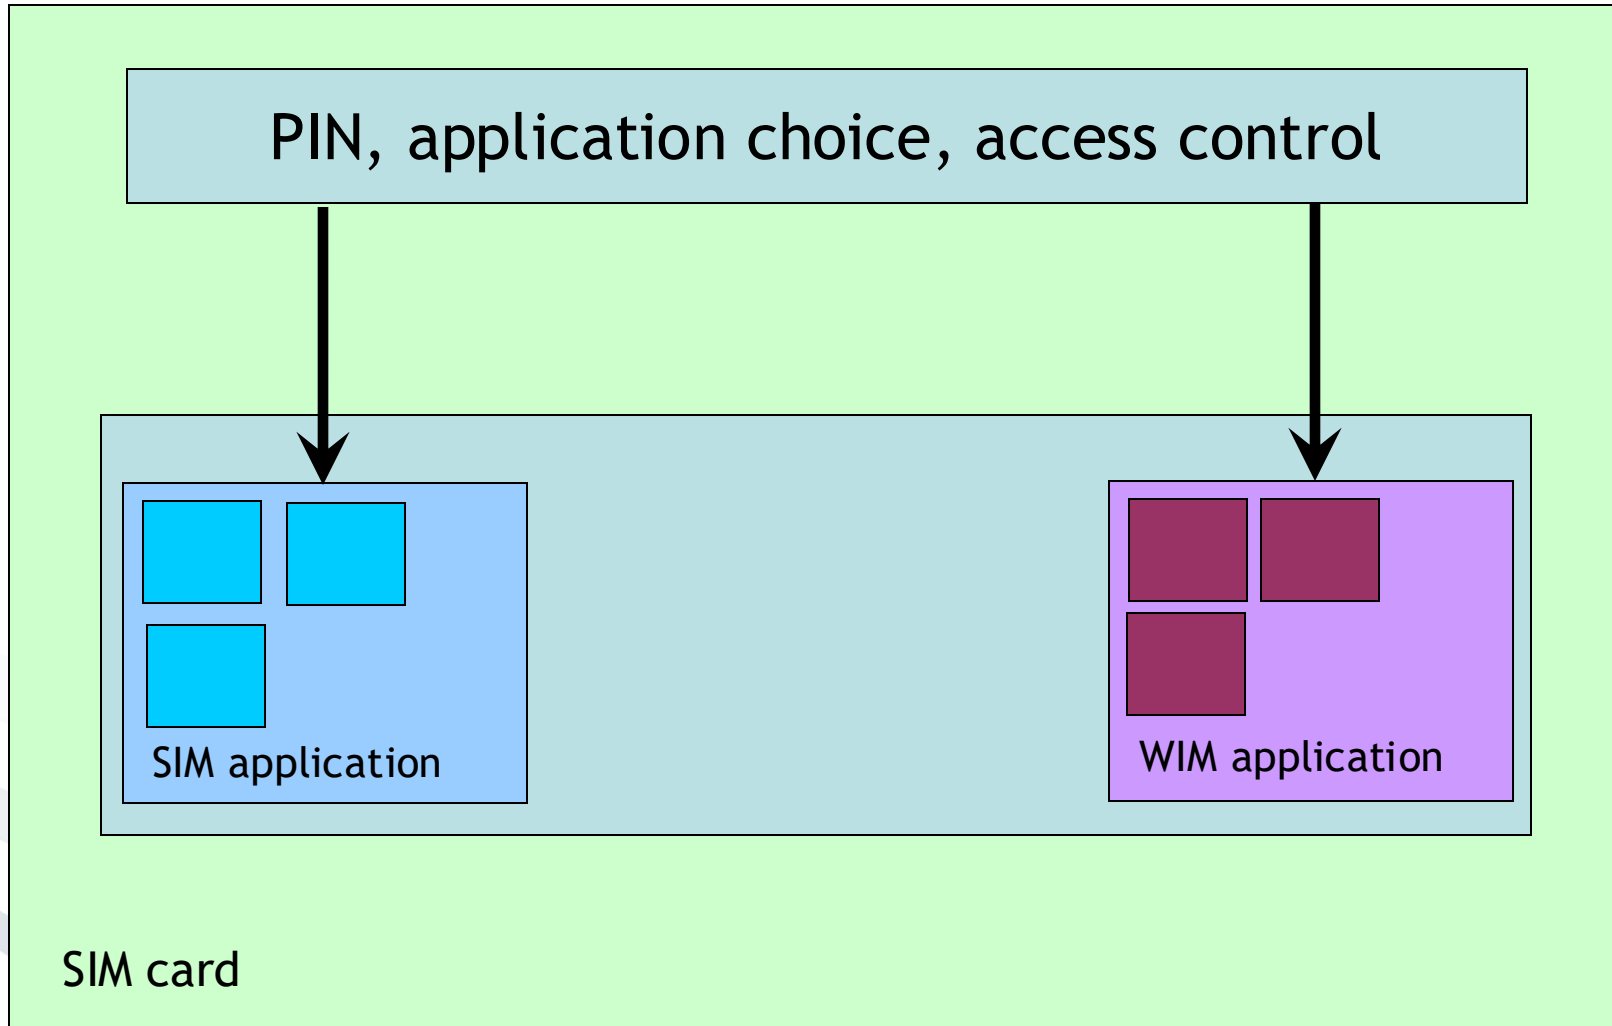 PIN, application choice, access control
SIM application
WIM application
SIM card